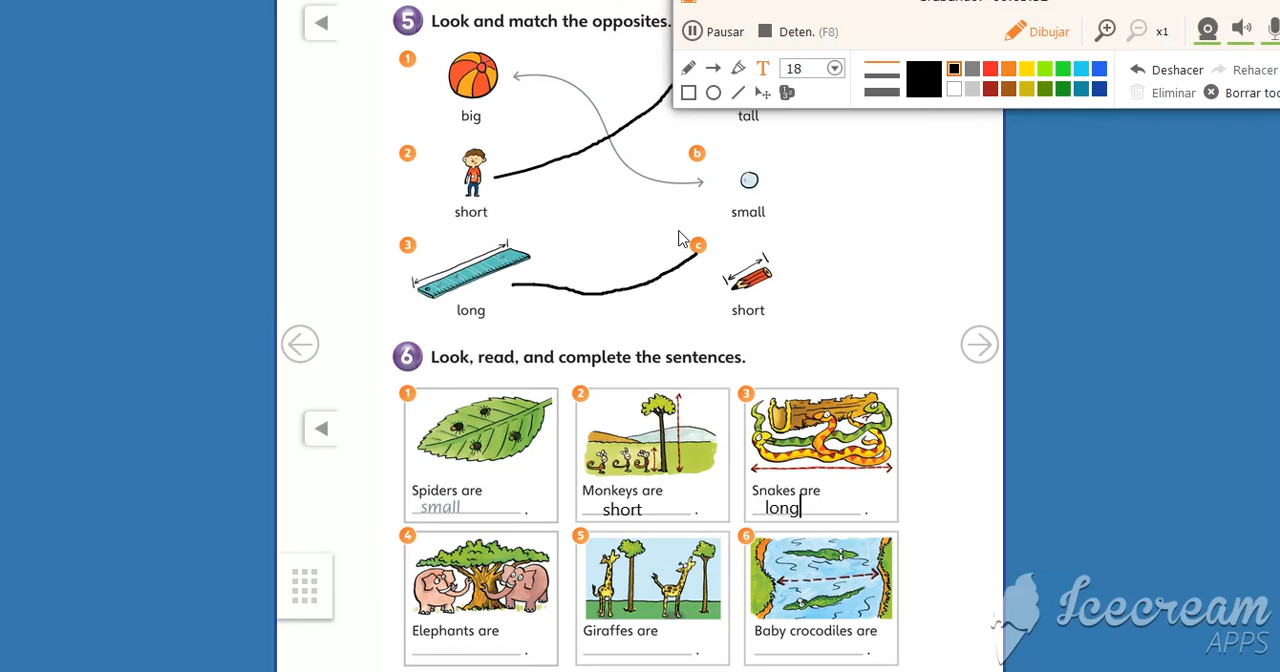 5 Look and match the opposites.
Pausar Deten. (F8) Dibujar x1
T 18 Deshacer Rehacer
Eliminar Borrar toc
1
big tall
2 b
short small
3 c
long short
6 Look, read, and complete the sentences.
1 2 3
Spiders are Monkeys are Snakes are
small . short . long .
4 5 6
Elephants are Giraffes are Baby crocodiles are
. . .
Icecream
APPS